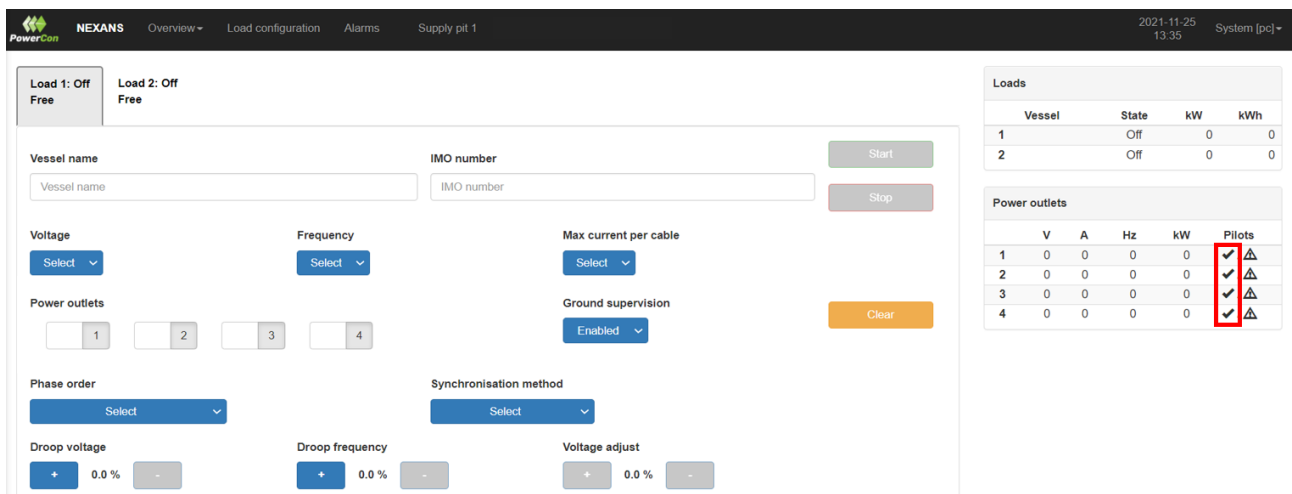 PowerCon NEXANS Overview Load configuration Alarms Supply pit 1 2021-11-25 13:35 System [pc]
Load 1: Off
Free
Load 2: Off
Free
Vessel name
Vessel name
IMO number
IMO number
Start
Stop
Voltage
Select
Frequency
Select
Max current per cable
Select
Power outlets
1 2 3 4
Ground supervision
Enabled
Clear
Phase order
Select
Synchronisation method
Select
Droop voltage
+ 0.0 % -
Droop frequency
+ 0.0 % -
Voltage adjust
+ 0.0 % -
Loads
Vessel State kW kWh
1 Off 0 0
2 Off 0 0
Power outlets
V A Hz kW Pilots
1 0 0 0 0
2 0 0 0 0
3 0 0 0 0
4 0 0 0 0